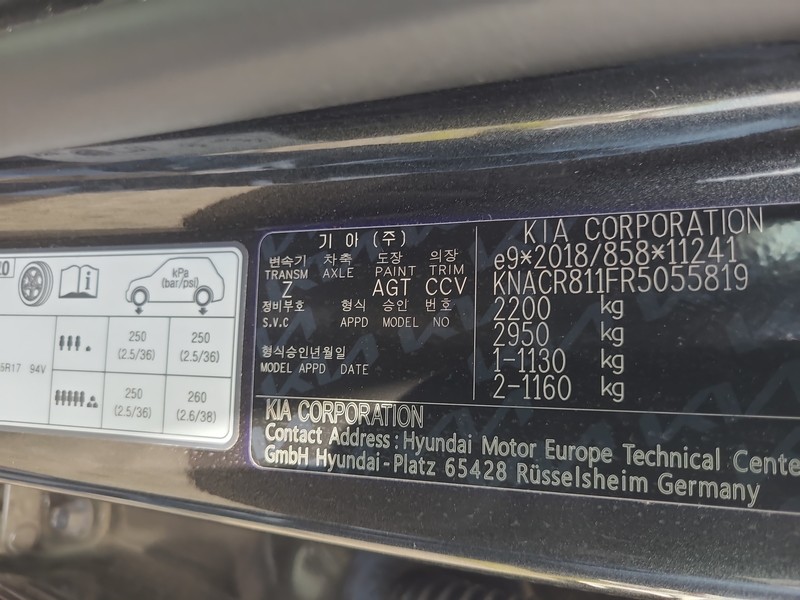 20
kPa
(bar/psi)
5R17 94V
250
(2.5/36)
250
(2.5/36)
250
(2.5/36)
260
(2.6/38)
기 아 (주)
변속기 차축 도장 의장
TRANSM AXLE PAINT TRIM
Z AGT CCV
정비부호 형식 승인 번호
S.V.C APPD MODEL NO
형식승인년월일
MODEL APPD DATE
KIA CORPORATION
e9*2018/858*11241
KNACR811FR5055819
2200 kg
2950 kg
1-1130 kg
2-1160 kg
KIA CORPORATION
Contact Address : Hyundai Motor Europe Technical Cente
GmbH Hyundai-Platz 65428 Rüsselsheim Germany